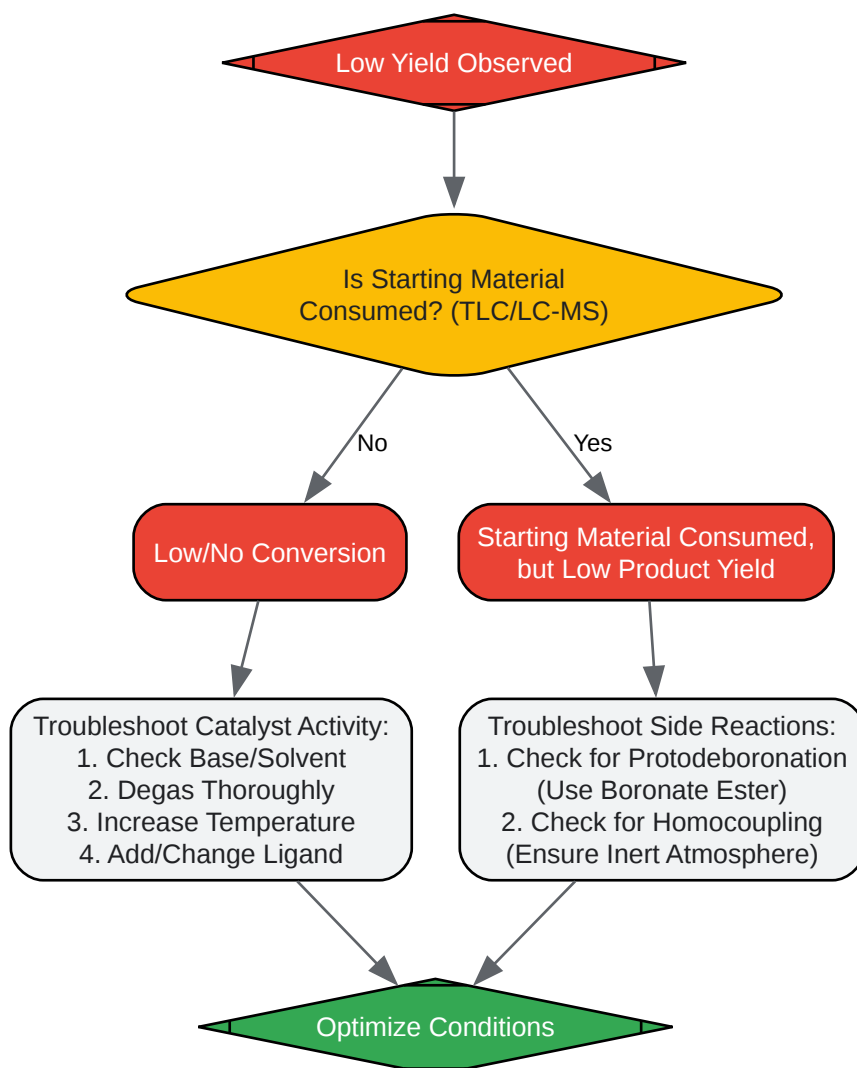 Low Yield Observed
Is Starting Material
Consumed? (TLC/LC-MS)
No
Yes
Low/No Conversion
Starting Material Consumed,
but Low Product Yield
Troubleshoot Catalyst Activity:
1. Check Base/Solvent
2. Degas Thoroughly
3. Increase Temperature
4. Add/Change Ligand
Troubleshoot Side Reactions:
1. Check for Protodeboronation
(Use Boronate Ester)
2. Check for Homocoupling
(Ensure Inert Atmosphere)
Optimize Conditions